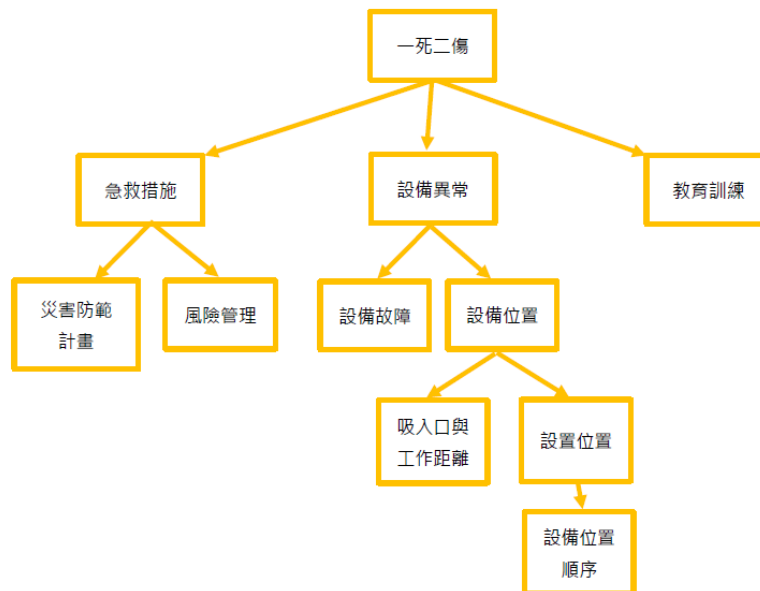 一死二傷
急救措施
設備異常
教育訓練
災害防範
計畫
風險管理
設備故障
設備位置
吸入口與
工作距離
設置位置
設備位置
順序